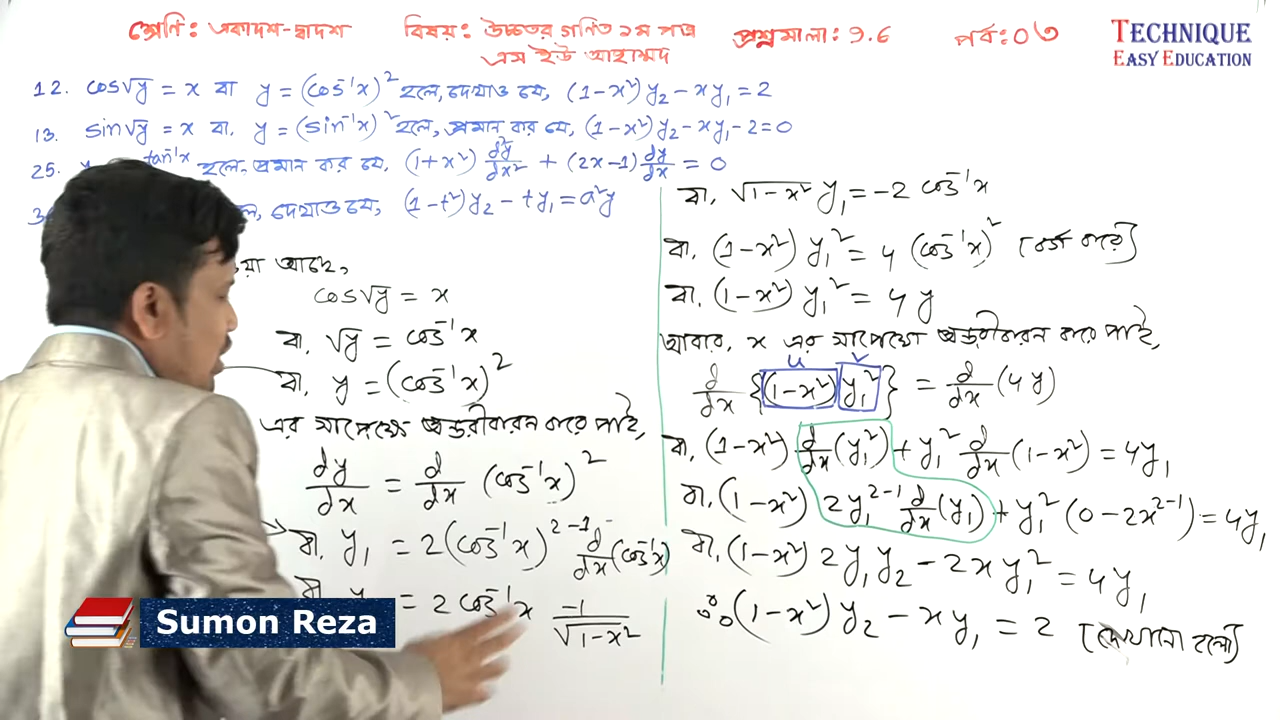 শ্রেণি: একাদশ-দ্বাদশ বিষয়: উচ্চতর গণিত ১ম পত্র প্রশ্নমালা: 9.6 পর্ব: ০৩
এস ইউ আহাম্মদ
TECHNIQUE
EASY EDUCATION
12. cos√y = x বা y = (cos⁻¹x)² হলে, দেখাও যে, (1-x²)y₂ - xy₁ = 2
13. sin√y = x বা. y = (sin⁻¹x)² হলে, প্রমান কর যে, (1-x²)y₂ - xy₁ - 2 = 0
25. tan⁻¹x হলে, প্রমান কর যে, (1+x²) d²y/dx² + (2x-1) dy/dx = 0
লে, দেখাও যে, (1-t²)y₂ - ty₁ = a²y
য়া আছে,
cos√y = x
বা. √y = cos⁻¹x
বা. y = (cos⁻¹x)²
এর সাপেক্ষে অন্তরীকরন করে পাই,
dy/dx = d/dx (cos⁻¹x)²
বা. y₁ = 2(cos⁻¹x)²⁻¹ d/dx (cos⁻¹x)
= 2 cos⁻¹x -1/√1-x²
বা. √1-x² y₁ = -2 cos⁻¹x
বা. (1-x²) y₁² = 4 (cos⁻¹x)² [বর্গ করে]
বা. (1-x²) y₁² = 4y
আবার, x এর সাপেক্ষে অন্তরীকরন করে পাই,
u v
d/dx {(1-x²) y₁²} = d/dx (4y)
বা. (1-x²) d/dx (y₁²) + y₁² d/dx (1-x²) = 4y₁
বা. (1-x²) 2y₁²⁻¹ d/dx (y₁) + y₁² (0-2x²⁻¹) = 4y₁
বা. (1-x²) 2y₁y₂ - 2xy₁² = 4y₁
∴ (1-x²) y₂ - xy₁ = 2 [দেখানো হলো]
Sumon Reza